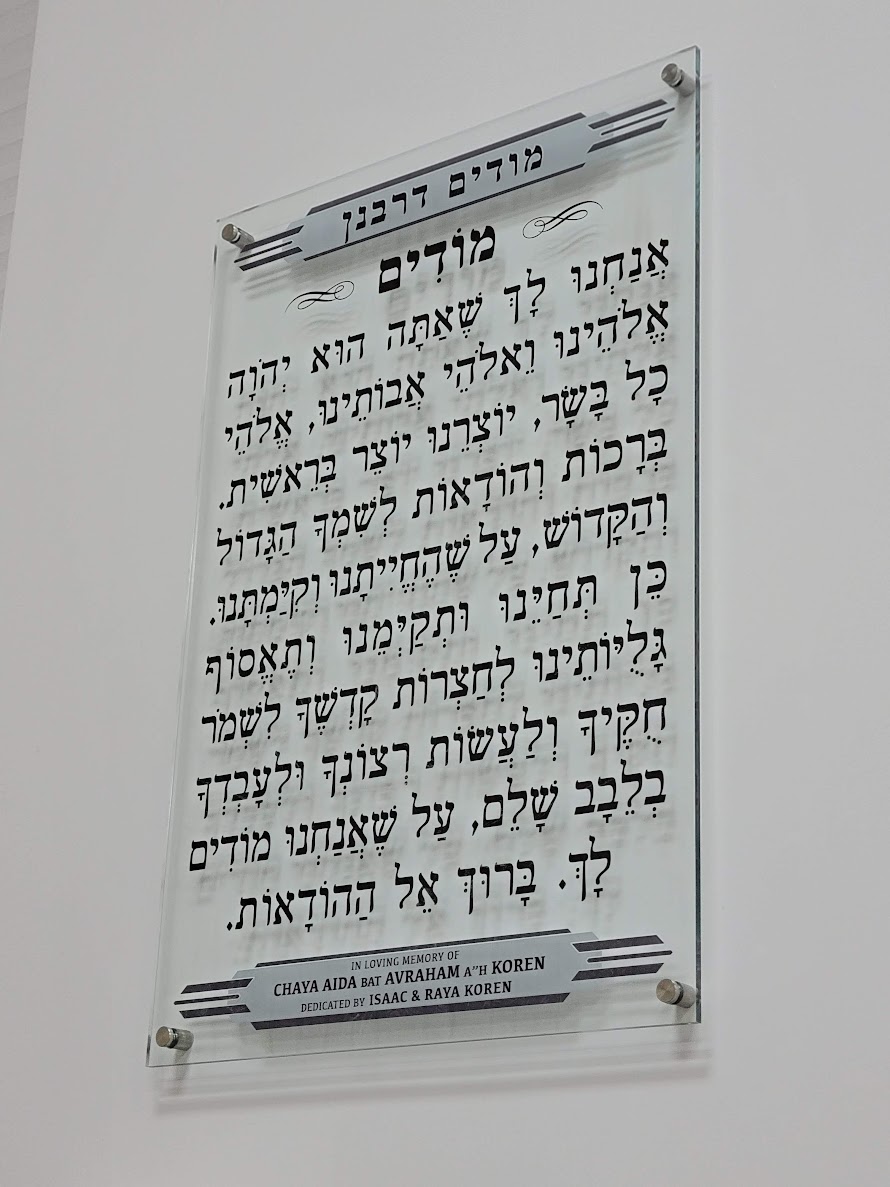 מודים דרבנן
מוֹדִים
אֲנַחְנוּ לָךְ שֶׁאַתָּה הוּא יְהֹוָה
אֱלֹהֵינוּ וֵאלֹהֵי אֲבוֹתֵינוּ, אֱלֹהֵי
כָל בָּשָׂר, יוֹצְרֵנוּ יוֹצֵר בְּרֵאשִׁית.
בְּרָכוֹת וְהוֹדָאוֹת לְשִׁמְךָ הַגָּדוֹל
וְהַקָּדוֹשׁ, עַל שֶׁהֶחֱיִיתָנוּ וְקִיַּמְתָּנוּ.
כֵּן תְּחַיֵּנוּ וּתְקַיְּמֵנוּ וְתֶאֱסוֹף
גָּלֻיּוֹתֵינוּ לְחַצְרוֹת קָדְשֶׁךָ לִשְׁמֹר
חֻקֶּיךָ וְלַעֲשׂוֹת רְצוֹנְךָ וּלְעָבְדְךָ
בְּלֵבָב שָׁלֵם, עַל שֶׁאֲנַחְנוּ מוֹדִים
לָךְ. בָּרוּךְ אֵל הַהוֹדָאוֹת.
IN LOVING MEMORY OF
CHAYA AIDA BAT AVRAHAM A"H KOREN
DEDICATED BY ISAAC & RAYA KOREN